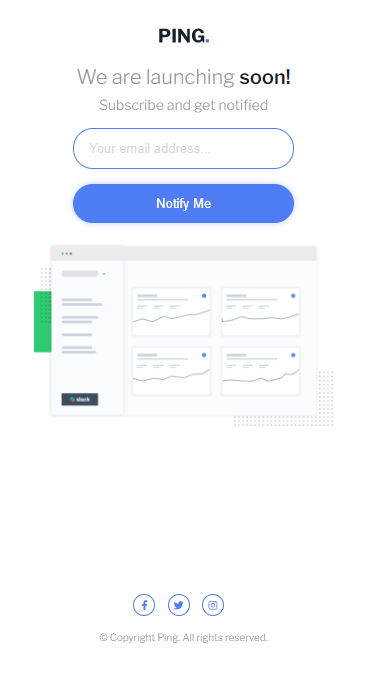 PING.
We are launching soon!
Subscribe and get notified
Your email address...
Notify Me
slack
© Copyright Ping. All rights reserved.